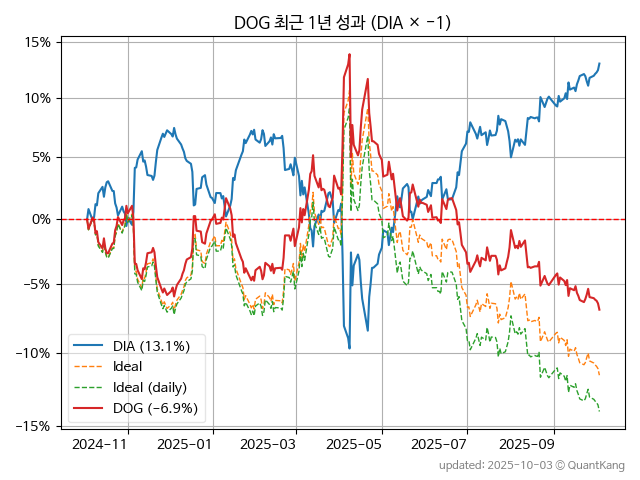 DOG 최근 1년 성과 (DIA × −1)
15%
10%
5%
0%
−5%
−10%
−15%
DIA (13.1%)
Ideal
Ideal (daily)
DOG (−6.9%)
2024-11
2025-01
2025-03
2025-05
2025-07
2025-09
updated: 2025-10-03 © QuantKang